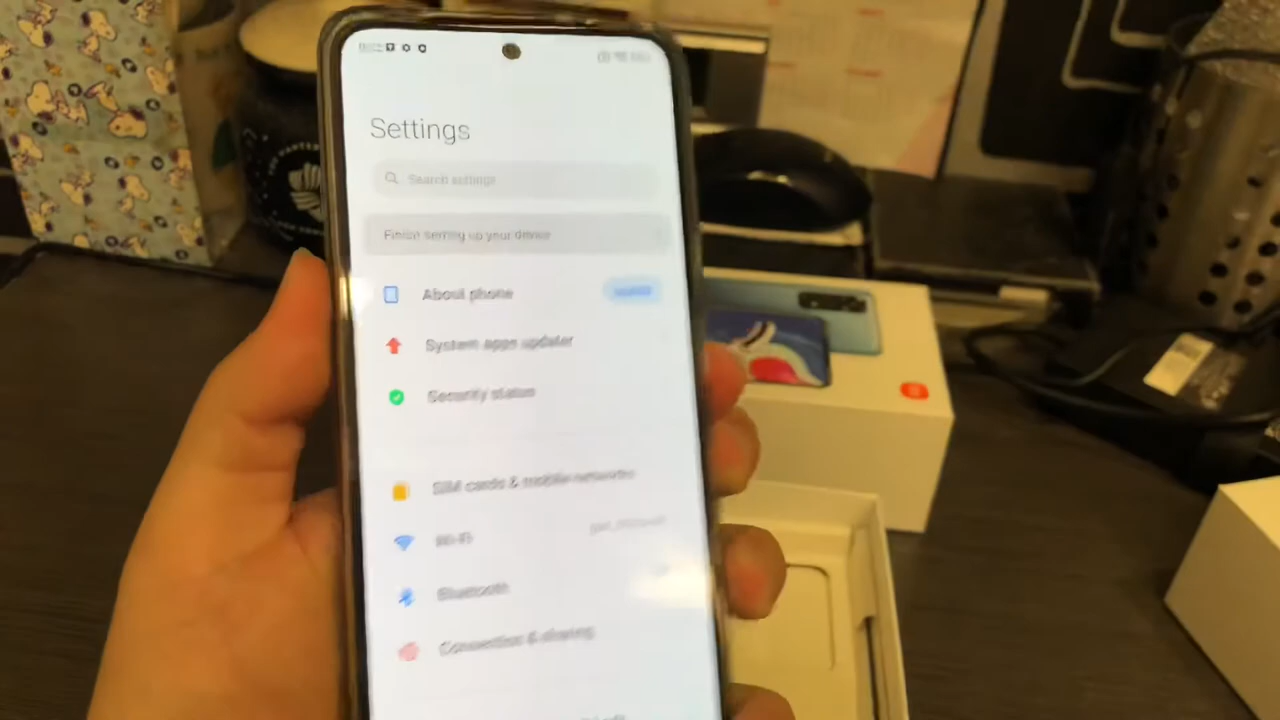 Settings
Search settings
Finish setting up your device
About phone
System apps updater
Security status
SIM cards & mobile networks
Wi-Fi
Bluetooth
Connection & sharing